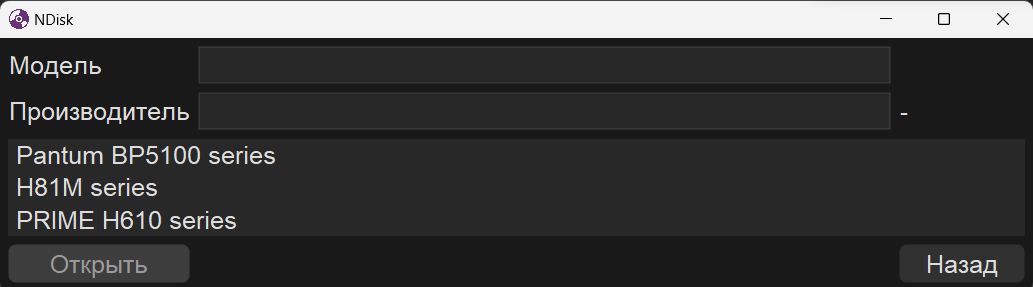 NDisk
Модель
Производитель -
Pantum BP5100 series
H81M series
PRIME H610 series
Открыть Назад